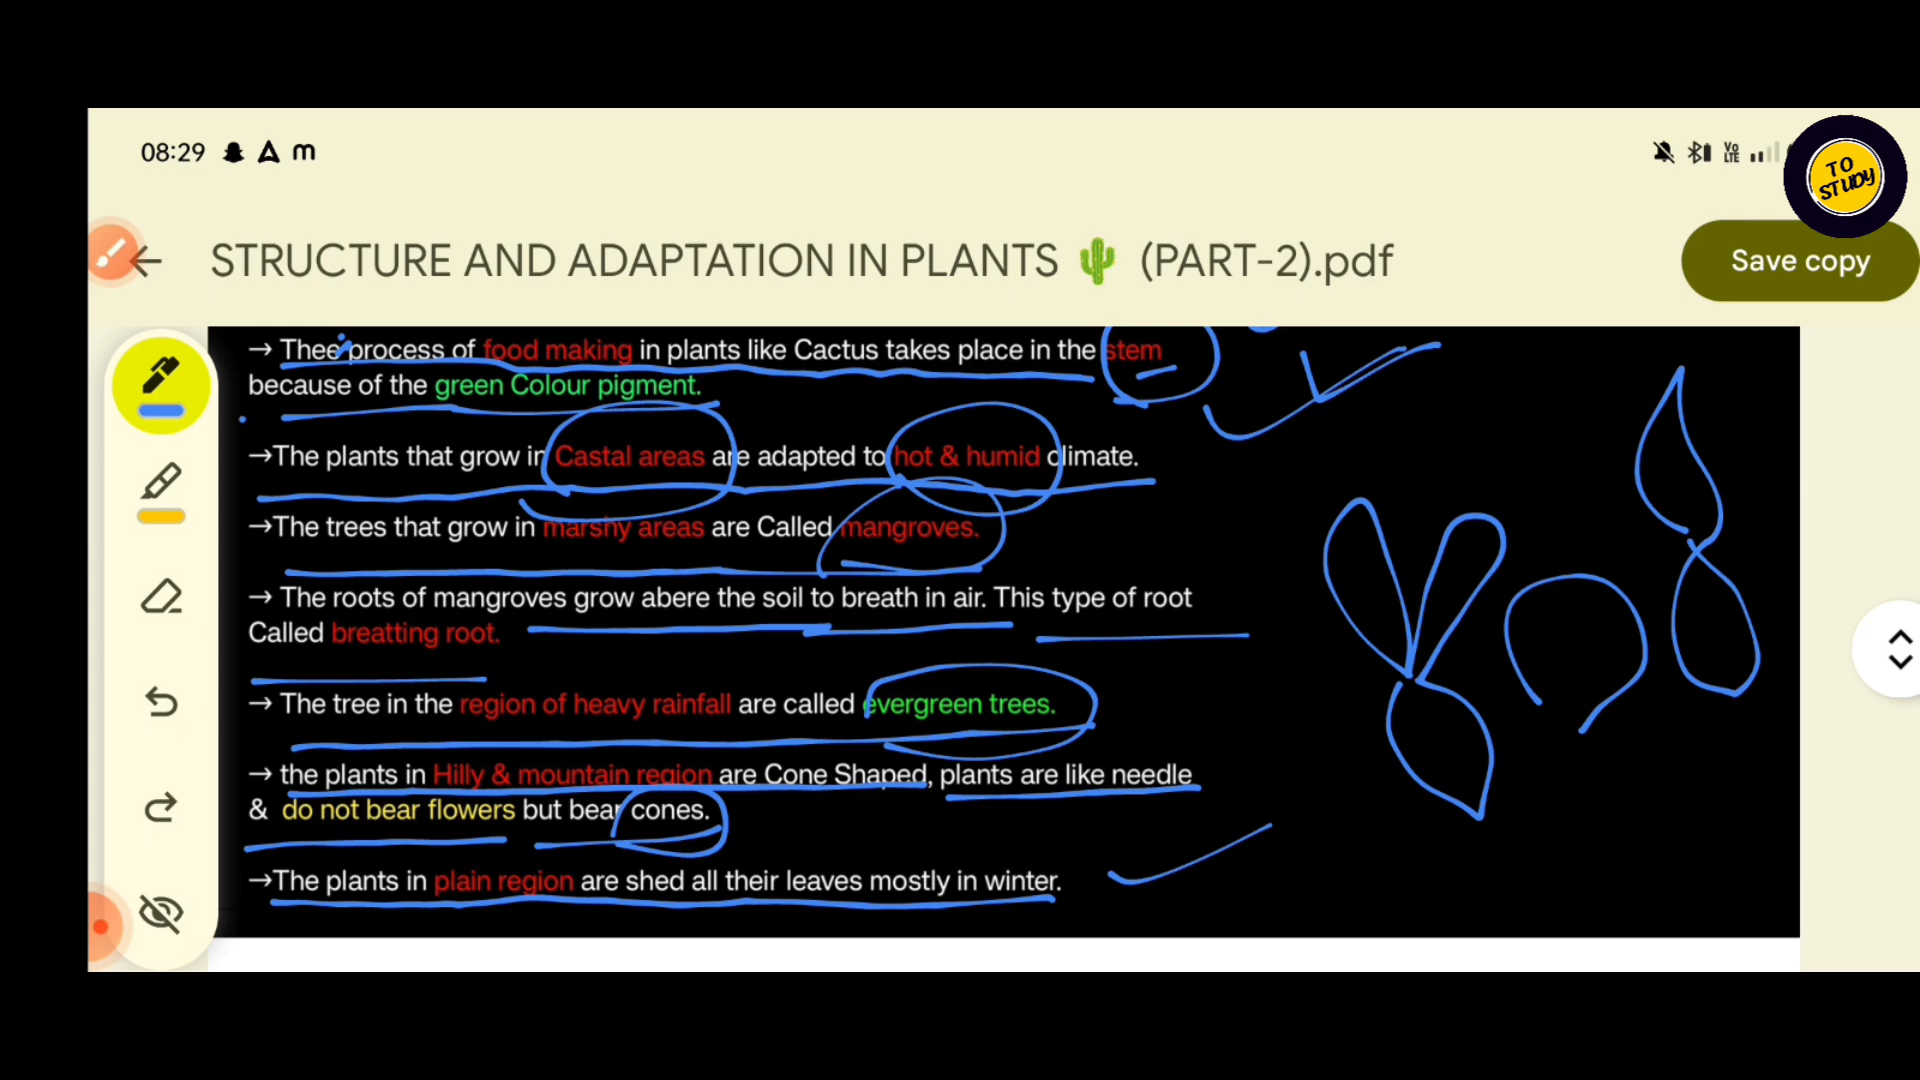 08:29
Vo
LTE
TO
STUDY
STRUCTURE AND ADAPTATION IN PLANTS 🌵 (PART-2).pdf
Save copy
→ Thee process of food making in plants like Cactus takes place in the stem
because of the green Colour pigment.
→The plants that grow in Castal areas are adapted to hot & humid climate.
→The trees that grow in marshy areas are Called mangroves.
→ The roots of mangroves grow abere the soil to breath in air. This type of root
Called breatting root.
→ The tree in the region of heavy rainfall are called evergreen trees.
→ the plants in Hilly & mountain region are Cone Shaped, plants are like needle
& do not bear flowers but bear cones.
→The plants in plain region are shed all their leaves mostly in winter.